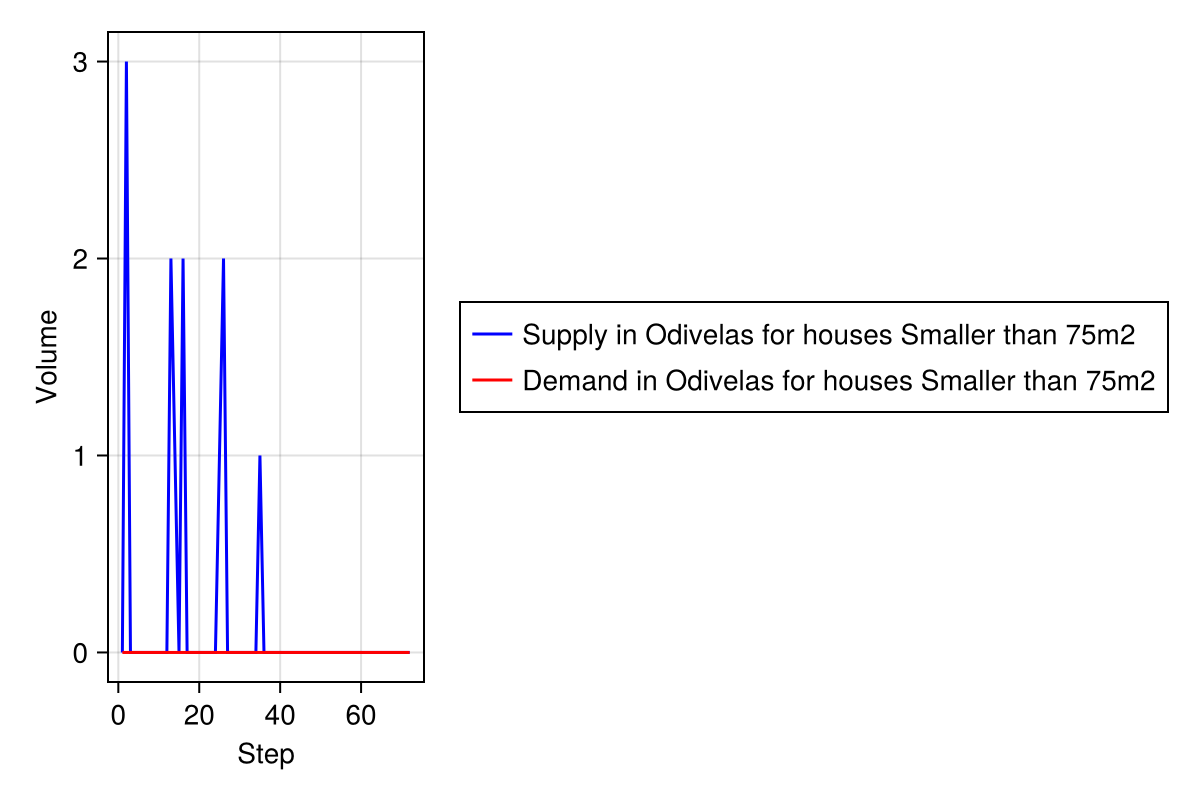 3
2
1
0
Volume
0 20 40 60
Step
Supply in Odivelas for houses Smaller than 75m2
Demand in Odivelas for houses Smaller than 75m2